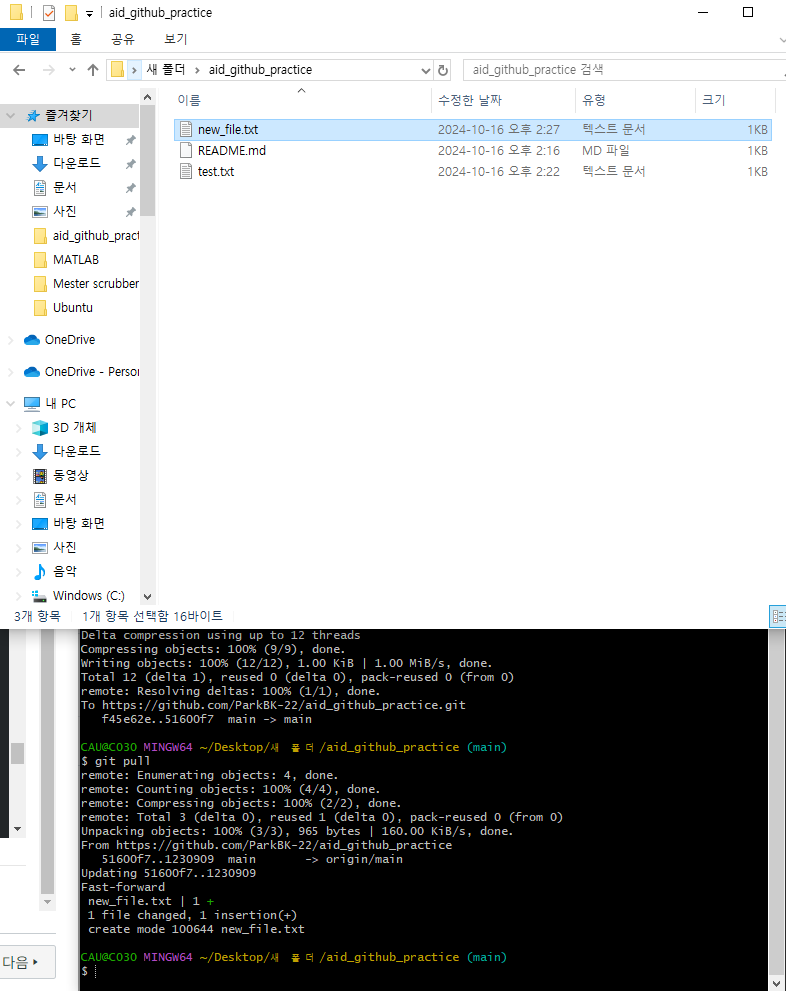 aid_github_practice
파일 홈 공유 보기
새 폴더 › aid_github_practice
aid_github_practice 검색
이름 수정한 날짜 유형 크기
new_file.txt 2024-10-16 오후 2:27 텍스트 문서 1KB
README.md 2024-10-16 오후 2:16 MD 파일 1KB
test.txt 2024-10-16 오후 2:22 텍스트 문서 1KB
즐겨찾기
바탕 화면
다운로드
문서
사진
aid_github_pract
MATLAB
Mester scrubber
Ubuntu
OneDrive
OneDrive - Person
내 PC
3D 개체
다운로드
동영상
문서
바탕 화면
사진
음악
Windows (C:)
3개 항목 1개 항목 선택함 16바이트
Delta compression using up to 12 threads
Compressing objects: 100% (9/9), done.
Writing objects: 100% (12/12), 1.00 KiB | 1.00 MiB/s, done.
Total 12 (delta 1), reused 0 (delta 0), pack-reused 0 (from 0)
remote: Resolving deltas: 100% (1/1), done.
To https://github.com/ParkBK-22/aid_github_practice.git
f45e62e..51600f7 main -> main
CAU@C030 MINGW64 ~/Desktop/새 폴더/aid_github_practice (main)
$ git pull
remote: Enumerating objects: 4, done.
remote: Counting objects: 100% (4/4), done.
remote: Compressing objects: 100% (2/2), done.
remote: Total 3 (delta 0), reused 1 (delta 0), pack-reused 0 (from 0)
Unpacking objects: 100% (3/3), 965 bytes | 160.00 KiB/s, done.
From https://github.com/ParkBK-22/aid_github_practice
51600f7..1230909 main -> origin/main
Updating 51600f7..1230909
Fast-forward
new_file.txt | 1 +
1 file changed, 1 insertion(+)
create mode 100644 new_file.txt
CAU@C030 MINGW64 ~/Desktop/새 폴더/aid_github_practice (main)
$
다음